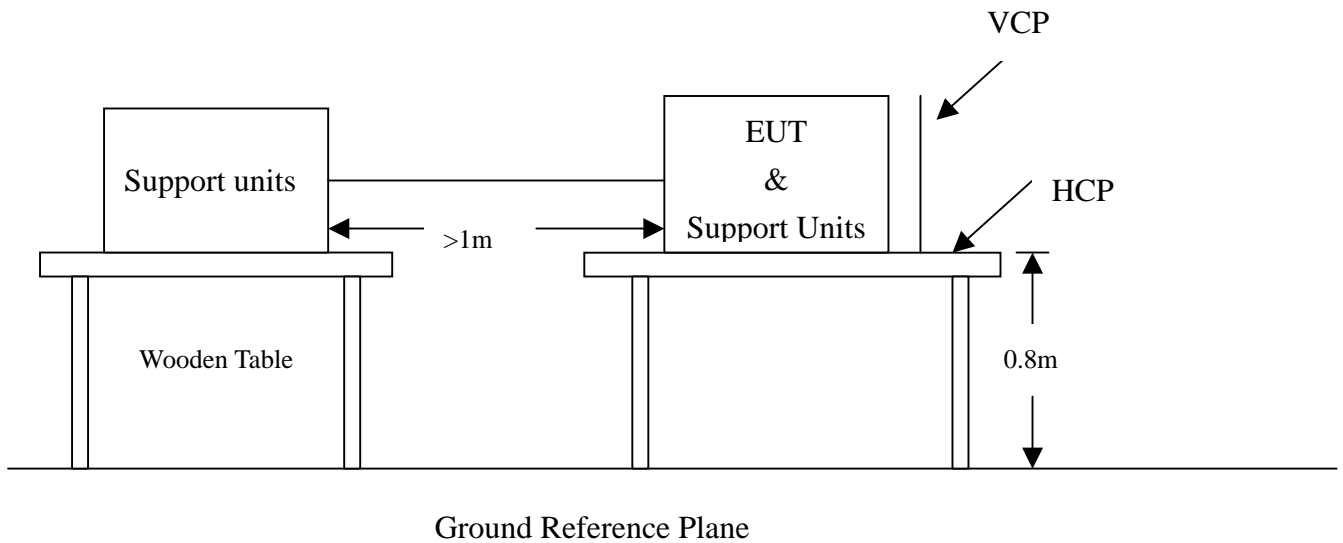 VCP
EUT
&
Support Units
Support units
HCP
>1m
Wooden Table
0.8m
Ground Reference Plane